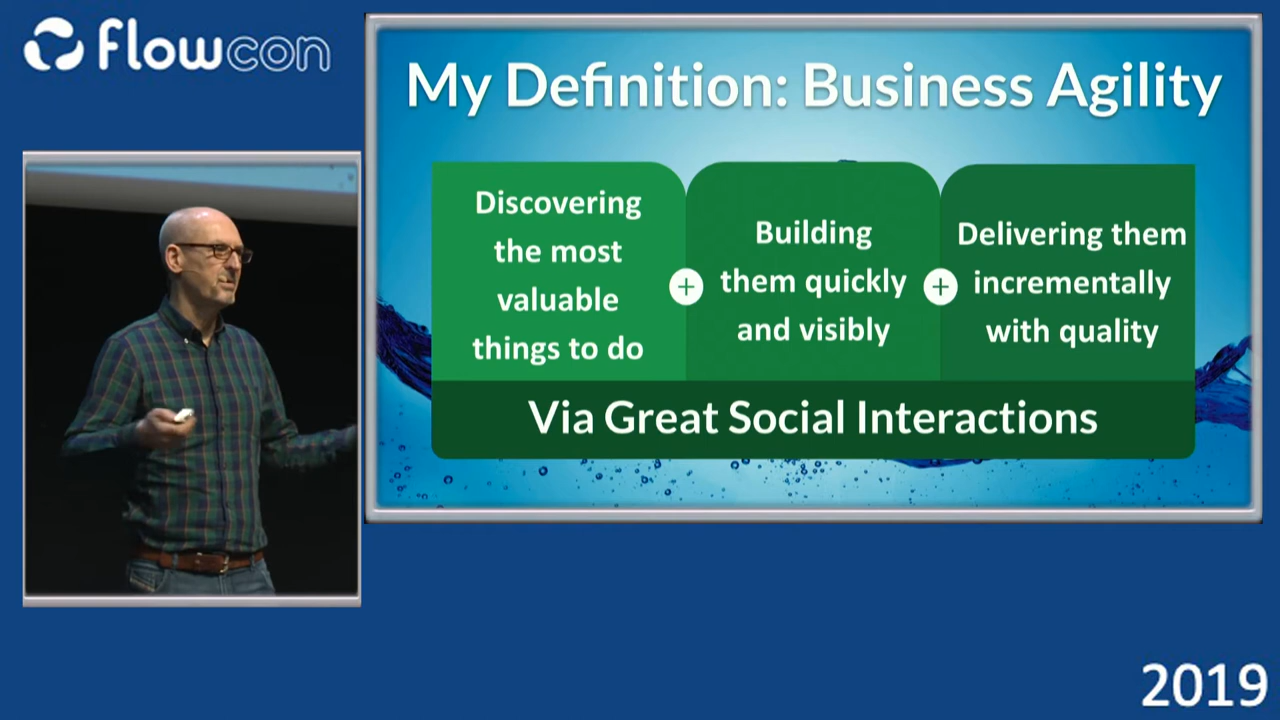 flowcon
My Definition: Business Agility
Discovering
the most
valuable
things to do
+
Building
them quickly
and visibly
+
Delivering them
incrementally
with quality
Via Great Social Interactions
2019